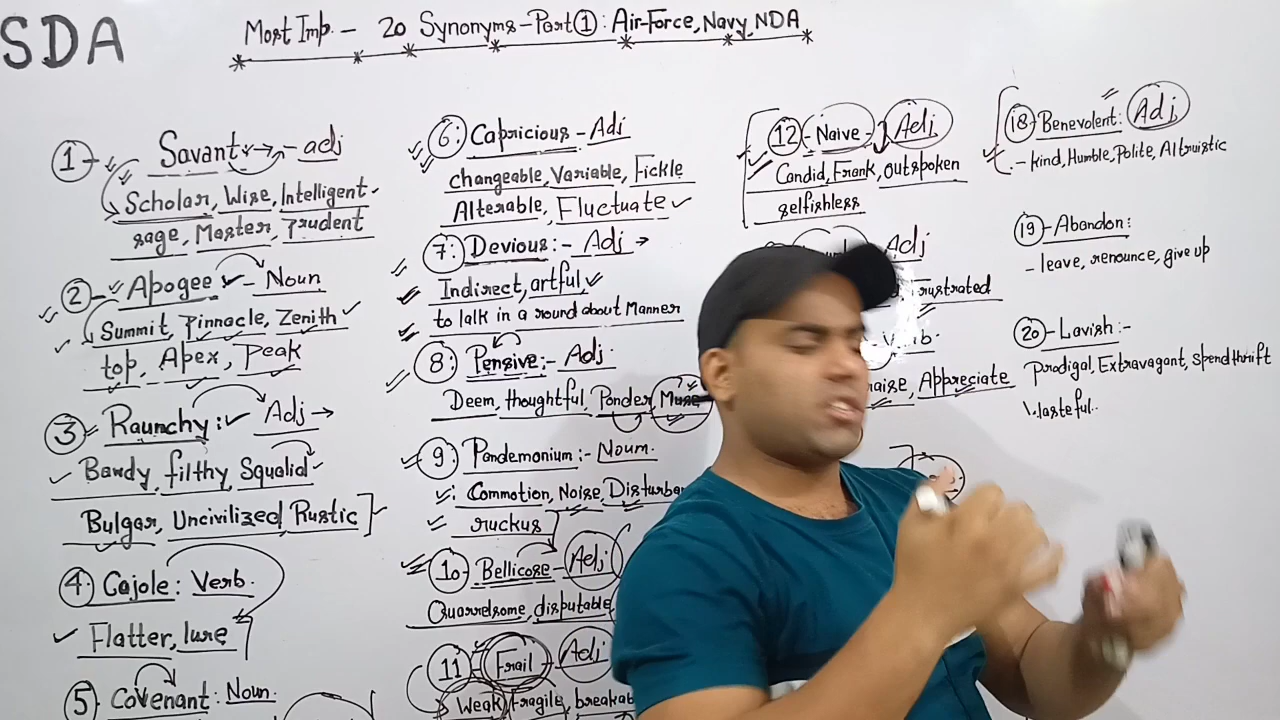 SDA
Most Imp. - 20 Synonyms-Part ① : Air-Force, Navy, NDA
1- Savant → - adj
Scholar, Wise, Intelligent
sage, Master, Prudent
2- Apogee - Noun
Summit, Pinnacle, Zenith
top, Apex, Peak
3- Raunchy:- Adj →
Bawdy, filthy, Squalid
Bulgar, Uncivilized, Rustic
4: Cajole: Verb.
Flatter, lure
5: Covenant: Noun.
6: Capricious - Adj
changeable, Variable, Fickle
Alterable, Fluctuate
7: Devious:- Adj →
Indirect, artful
to talk in a round about Manner
8: Pensive:- Adj.
Deem, thoughtful, Ponder, Muse
9: Pandemonium:- Noun.
Commotion, Noise, Disturban
ruckus
10- Bellicose- Adj
Quarrelsome, disputable,
11- Frail- Adj
Weak, Fragile, breakab
12- Naive- Adj
Candid, Frank, outspoken
selfishless
Adj
rustrated
Verb.
raise, Appreciate
18- Benevolent: Adj
- kind, Humble, Polite, Altruistic
19- Abandon:
- leave, renounce, give up
20- Lavish:-
Prodigal, Extravagant, spendthrift
Wasteful.